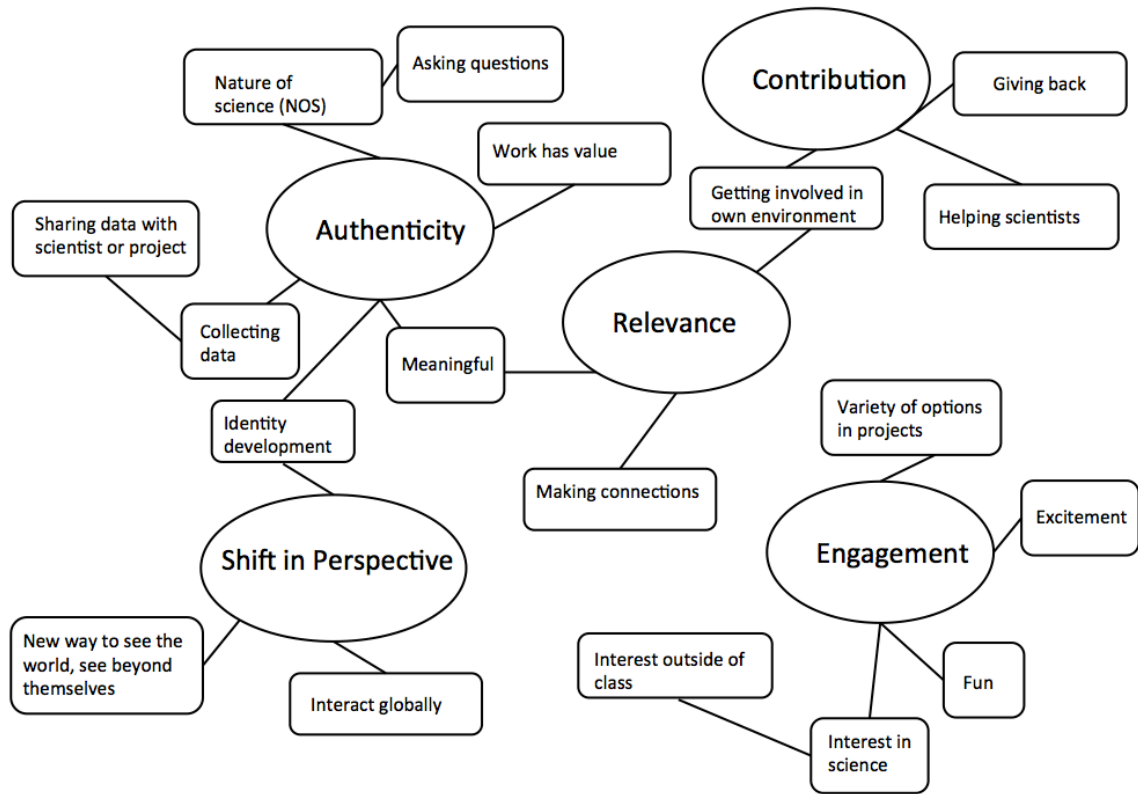 Asking questions
Nature of
science (NOS)
Contribution
Giving back
Work has value
Getting involved in
own environment
Helping scientists
Sharing data with
scientist or project
Authenticity
Relevance
Collecting
data
Meaningful
Identity
development
Variety of options
in projects
Making connections
Excitement
Shift in Perspective
Engagement
New way to see the
world, see beyond
themselves
Interact globally
Interest outside of
class
Fun
Interest in
science